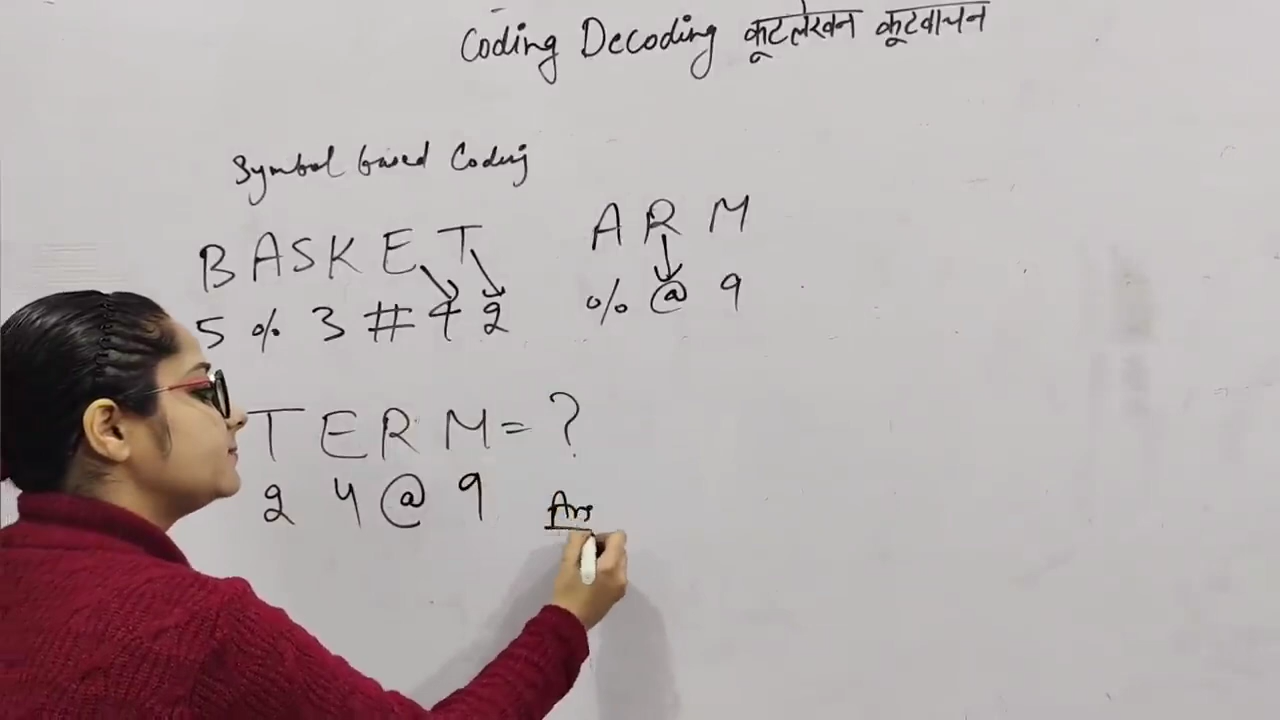 Coding Decoding कूटलेखन कूटवाचन
Symbol based Coding
BASKET ARM
5 % 3 # 4 2 % @ 9
TERM = ?
2 4 @ 9 Ans